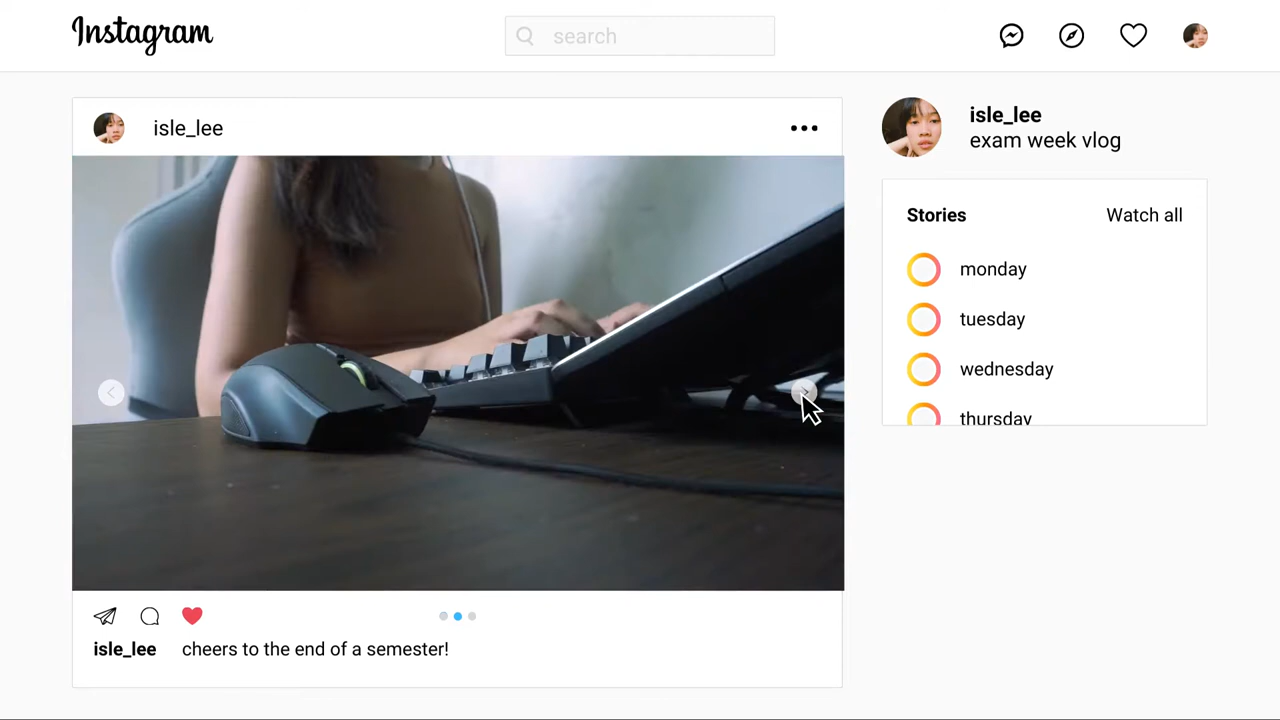 Instagram
search
isle_lee
isle_lee
exam week vlog
Stories
Watch all
monday
tuesday
wednesday
thursday
isle_lee cheers to the end of a semester!